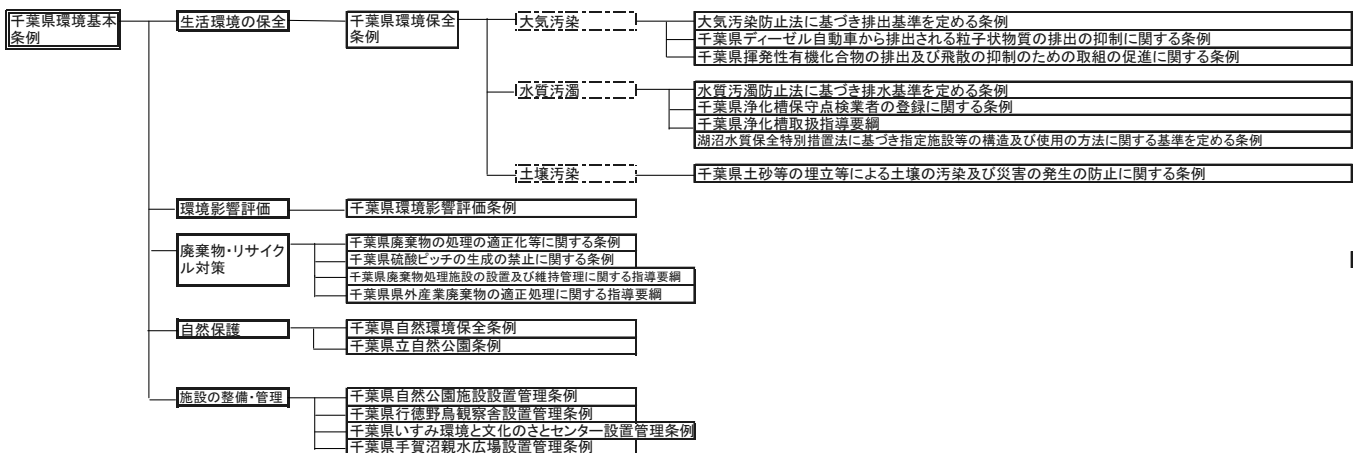 千葉県環境基本
条例
生活環境の保全
千葉県環境保全
条例
大気汚染
大気汚染防止法に基づき排出基準を定める条例
千葉県ディーゼル自動車から排出される粒子状物質の排出の抑制に関する条例
千葉県揮発性有機化合物の排出及び飛散の抑制のための取組の促進に関する条例
水質汚濁
水質汚濁防止法に基づき排水基準を定める条例
千葉県浄化槽保守点検業者の登録に関する条例
千葉県浄化槽取扱指導要綱
湖沼水質保全特別措置法に基づき指定施設等の構造及び使用の方法に関する基準を定める条例
土壌汚染
千葉県土砂等の埋立等による土壌の汚染及び災害の発生の防止に関する条例
環境影響評価
千葉県環境影響評価条例
廃棄物・リサイク
ル対策
千葉県廃棄物の処理の適正化等に関する条例
千葉県硫酸ピッチの生成の禁止に関する条例
千葉県廃棄物処理施設の設置及び維持管理に関する指導要綱
千葉県県外産業廃棄物の適正処理に関する指導要綱
自然保護
千葉県自然環境保全条例
千葉県立自然公園条例
施設の整備・管理
千葉県自然公園施設設置管理条例
千葉県行徳野鳥観察舎設置管理条例
千葉県いすみ環境と文化のさとセンター設置管理条例
千葉県手賀沼親水広場設置管理条例